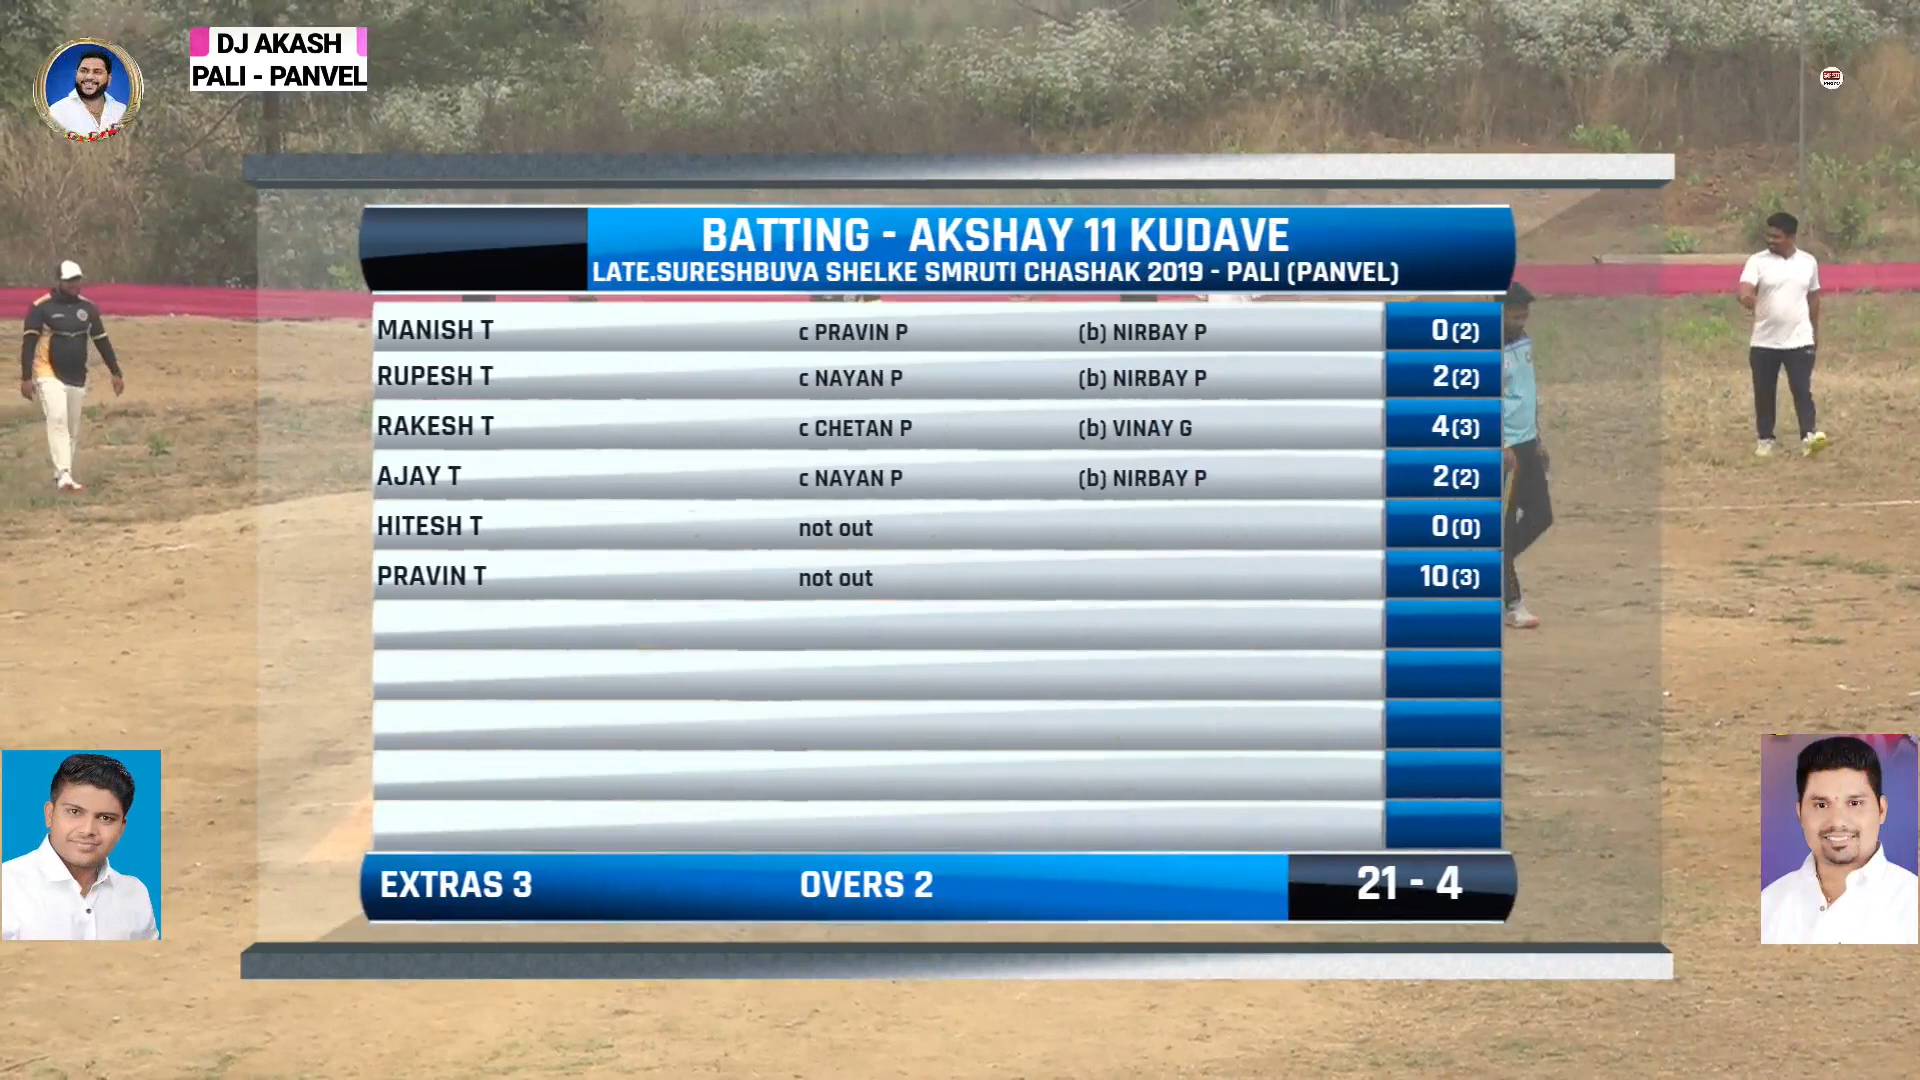 DJ AKASH
PALI - PANVEL
BATTING - AKSHAY 11 KUDAVE
LATE.SURESHBUVA SHELKE SMRUTI CHASHAK 2019 - PALI (PANVEL)
MANISH T c PRAVIN P (b) NIRBAY P 0 (2)
RUPESH T c NAYAN P (b) NIRBAY P 2 (2)
RAKESH T c CHETAN P (b) VINAY G 4 (3)
AJAY T c NAYAN P (b) NIRBAY P 2 (2)
HITESH T not out 0 (0)
PRAVIN T not out 10 (3)
EXTRAS 3 OVERS 2 21 - 4